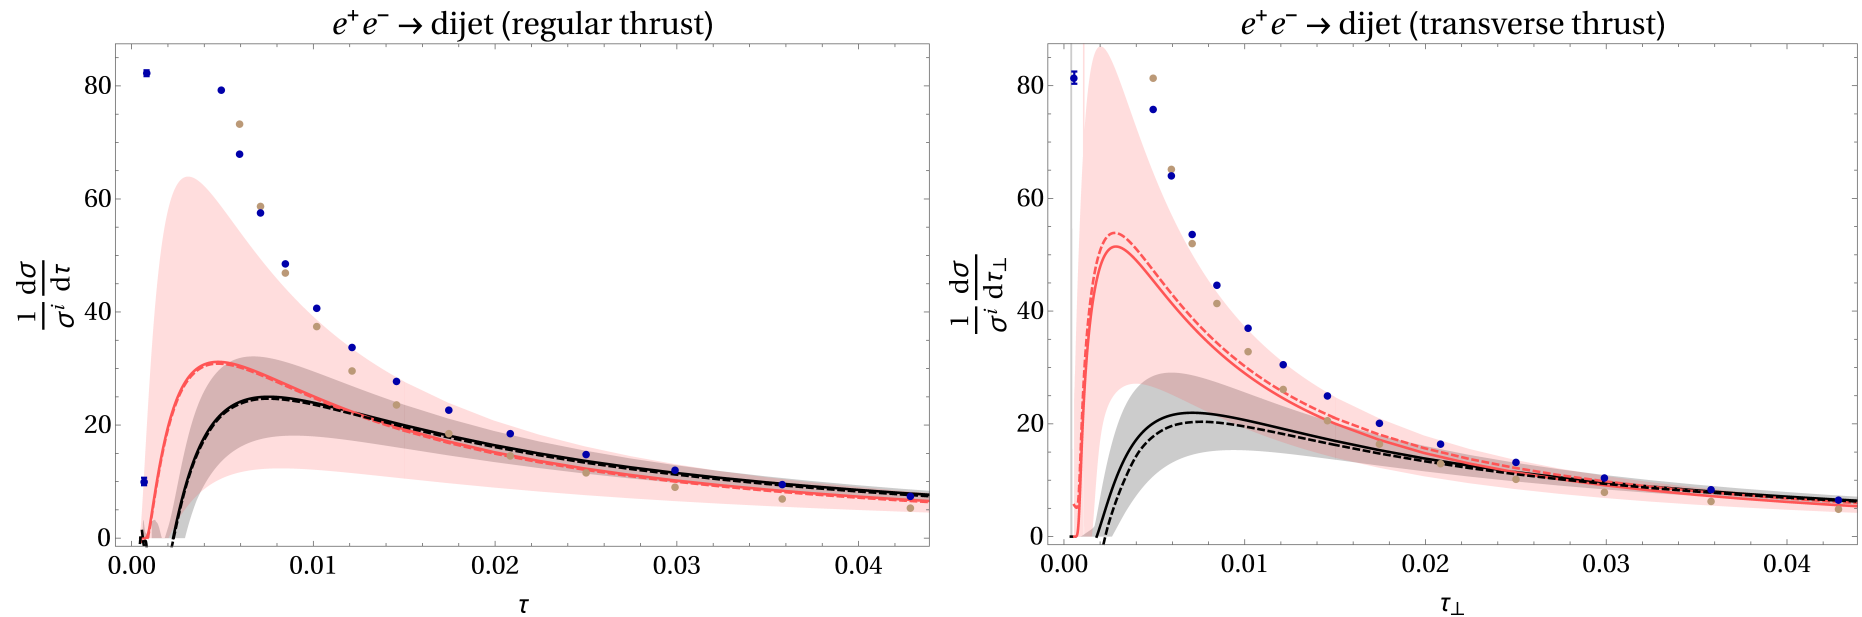 e⁺ e⁻ → dijet (regular thrust)
80
60
40
20
0
1/σⁱ dσ/dτ
0.00 0.01 0.02 0.03 0.04
τ
e⁺ e⁻ → dijet (transverse thrust)
80
60
40
20
0
1/σⁱ dσ/dτ⊥
0.00 0.01 0.02 0.03 0.04
τ⊥